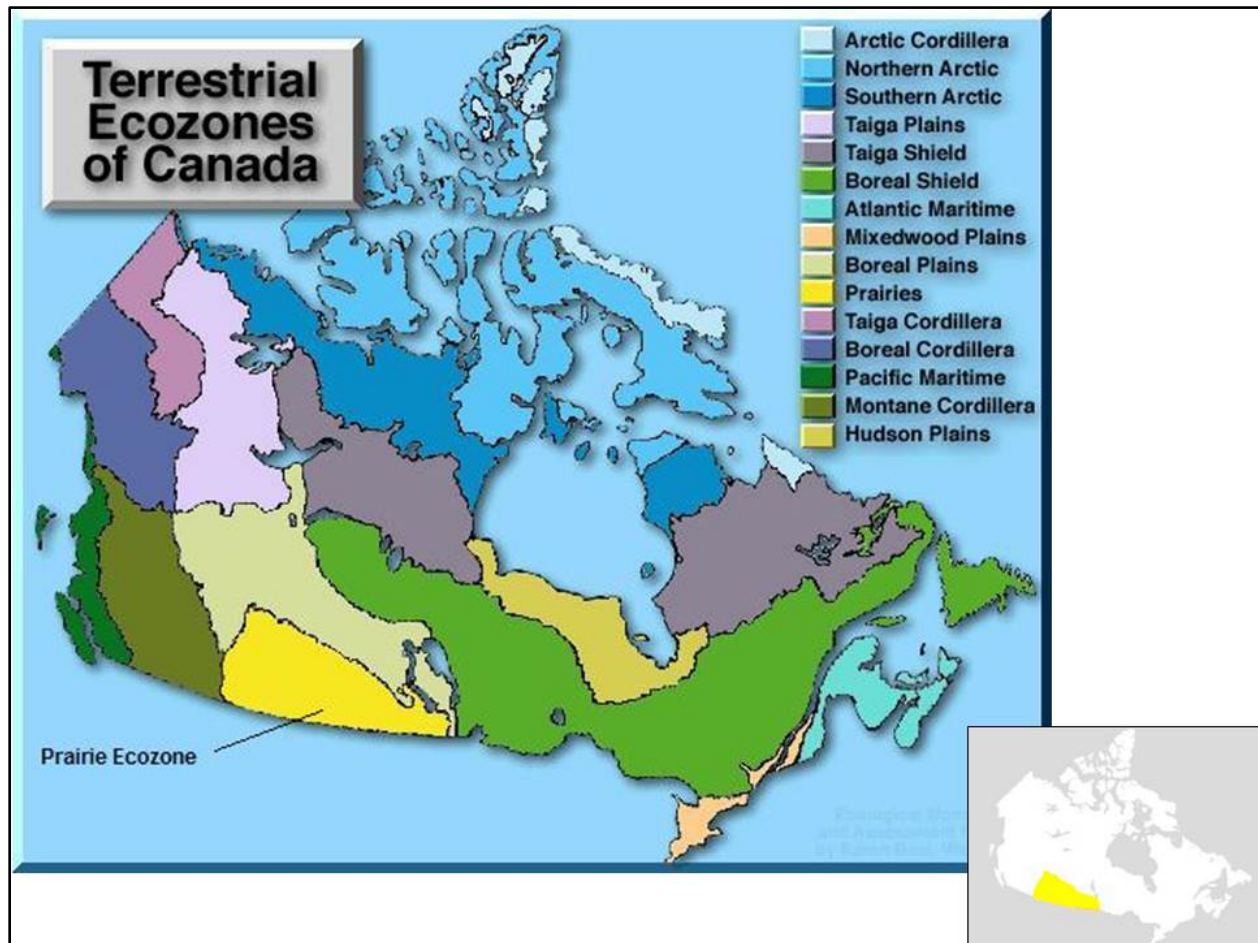 Terrestrial
Ecozones
of Canada
Arctic Cordillera
Northern Arctic
Southern Arctic
Taiga Plains
Taiga Shield
Boreal Shield
Atlantic Maritime
Mixedwood Plains
Boreal Plains
Prairies
Taiga Cordillera
Boreal Cordillera
Pacific Maritime
Montane Cordillera
Hudson Plains
Prairie Ecozone